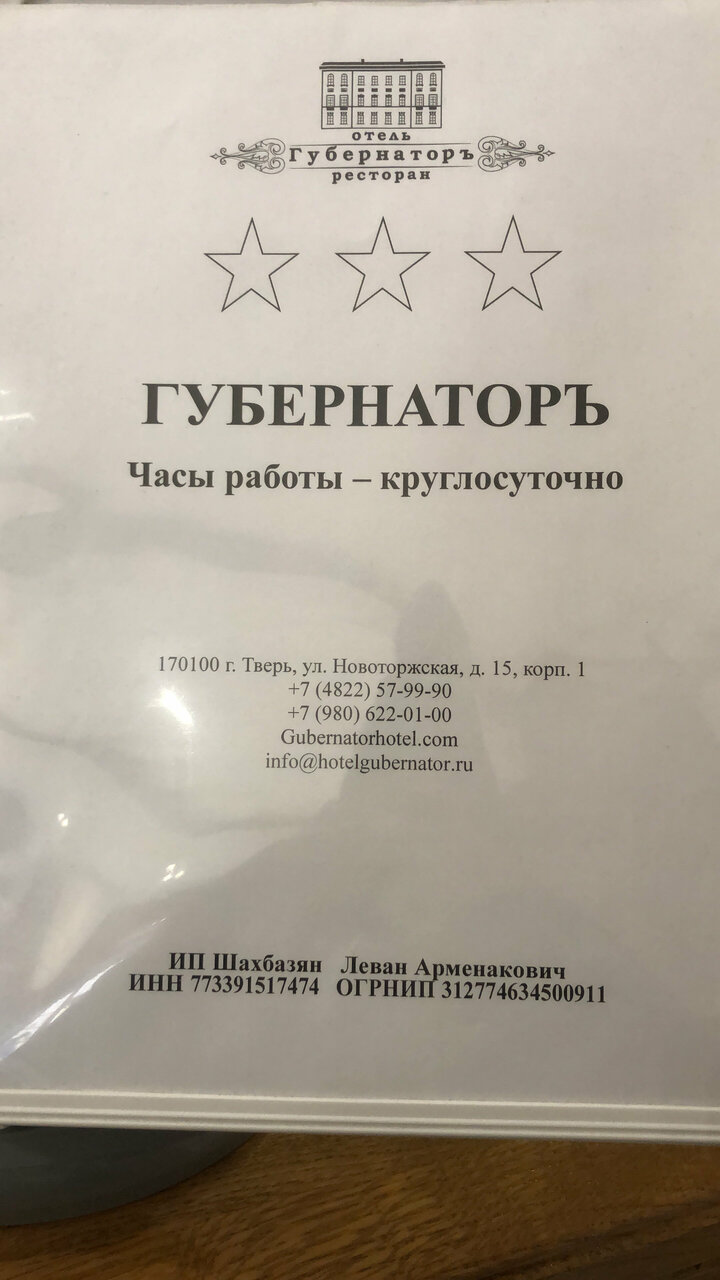 отель
Губернаторъ
ресторан
ГУБЕРНАТОРЪ
Часы работы – круглосуточно
170100 г. Тверь, ул. Новоторжская, д. 15, корп. 1
+7 (4822) 57-99-90
+7 (980) 622-01-00
Gubernatorhotel.com
info@hotelgubernator.ru
ИП Шахбазян Леван Арменакович
ИНН 773391517474 ОГРНИП 312774634500911